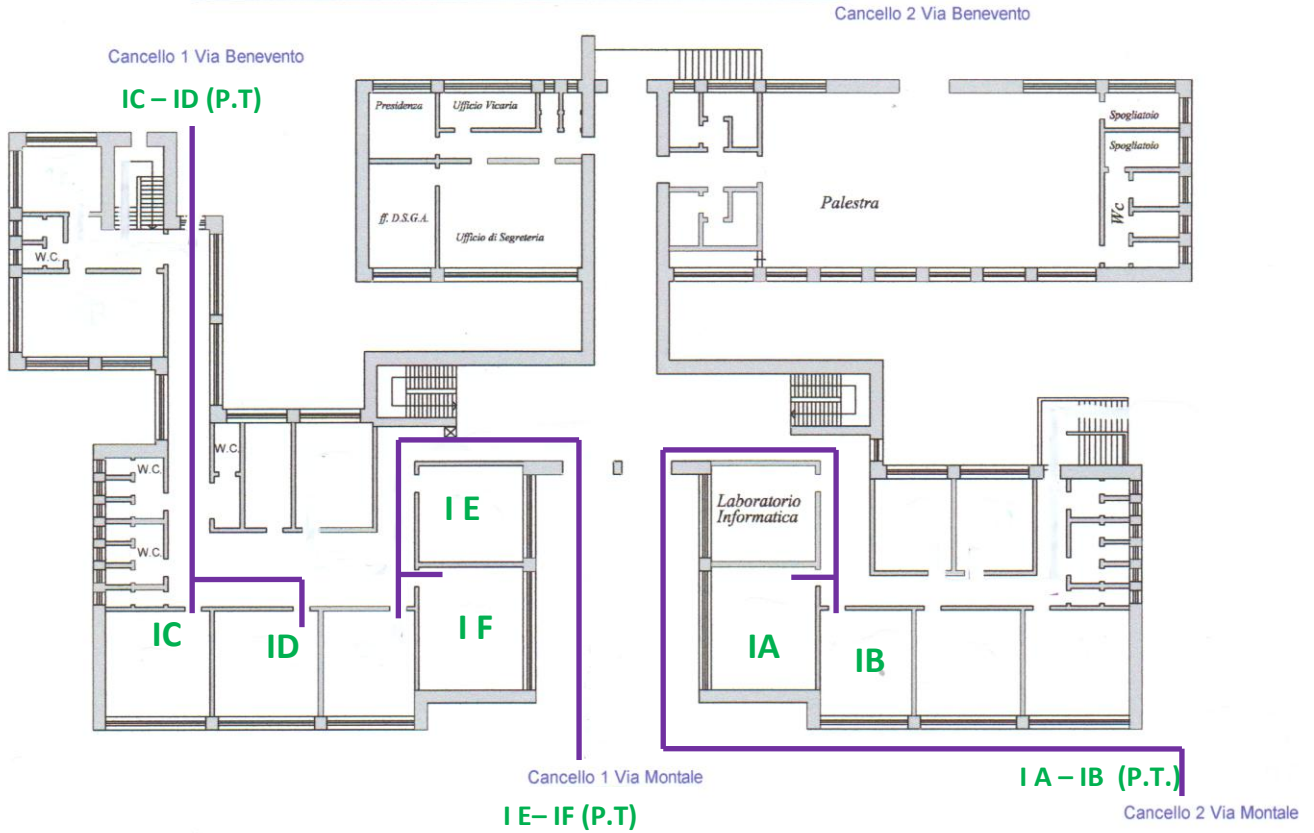 Cancello 2 Via Benevento
Cancello 1 Via Benevento
IC – ID (P.T)
Presidenza
Ufficio Vicaria
Spogliatoio
Spogliatoio
ff. D.S.G.A.
Ufficio di Segreteria
Palestra
Wc
W.C.
W.C.
W.C.
W.C.
I E
Laboratorio
Informatica
IC
ID
I F
IA
IB
Cancello 1 Via Montale
I E– IF (P.T)
I A – IB (P.T.)
Cancello 2 Via Montale